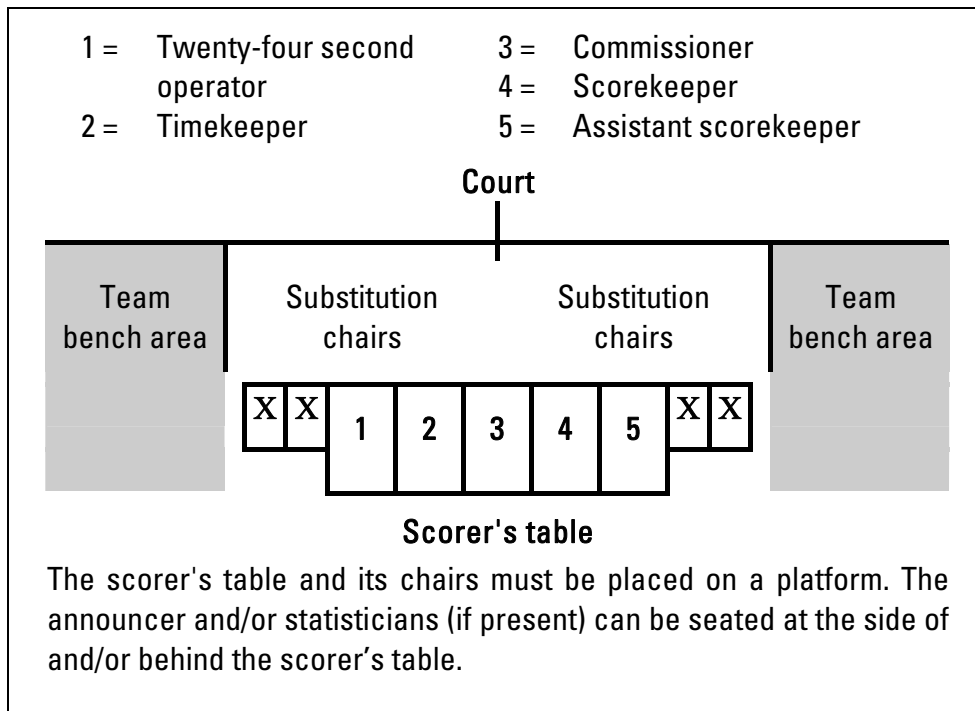 1 = Twenty-four second
operator
2 = Timekeeper
3 = Commissioner
4 = Scorekeeper
5 = Assistant scorekeeper
Court
Team
bench area
Substitution
chairs
Substitution
chairs
Team
bench area
X X 1 2 3 4 5 X X
Scorer's table
The scorer's table and its chairs must be placed on a platform. The
announcer and/or statisticians (if present) can be seated at the side of
and/or behind the scorer’s table.